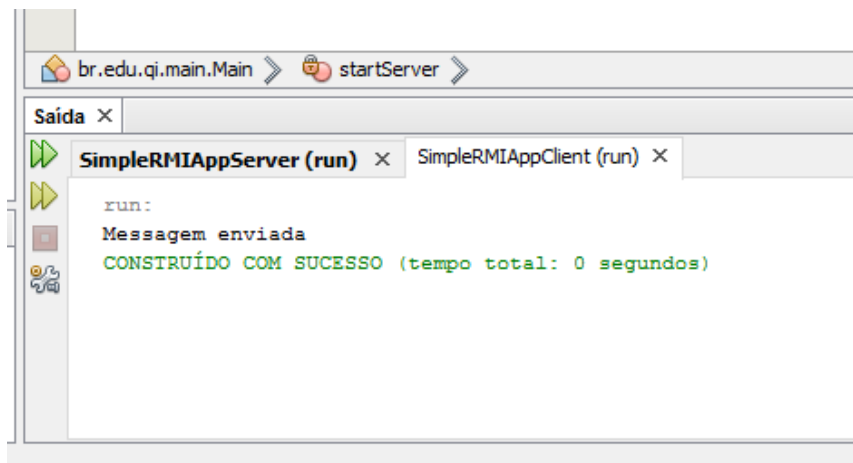 br.edu.qi.main.Main startServer
Saída
SimpleRMIAppServer (run) SimpleRMIAppClient (run)
run:
Messagem enviada
CONSTRUÍDO COM SUCESSO (tempo total: 0 segundos)